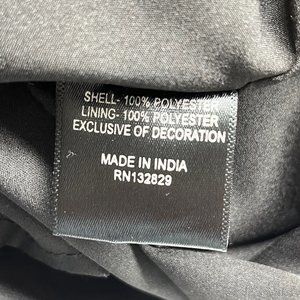 SHELL- 100% POLYESTER
LINING- 100% POLYESTER
EXCLUSIVE OF DECORATION
MADE IN INDIA
RN132829